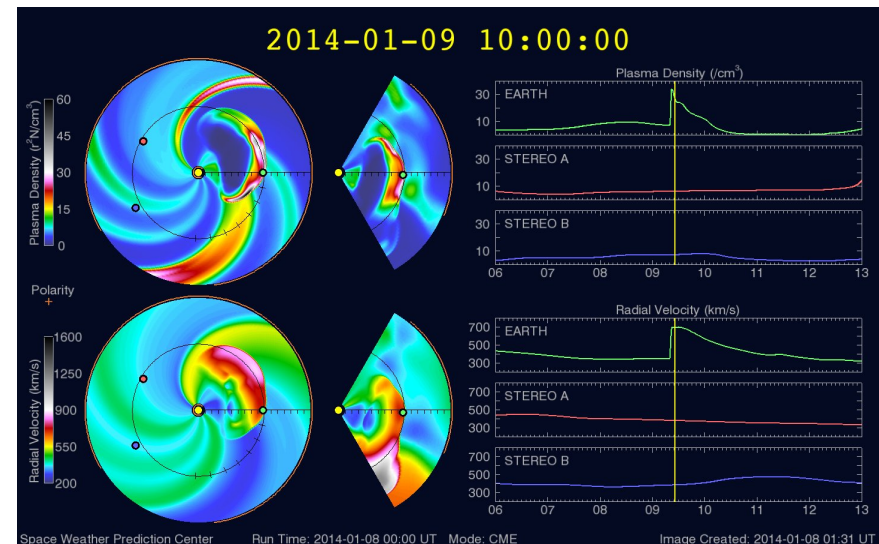 2014-01-09 10:00:00
Plasma Density (r²N/cm³)
60
45
30
15
0
Plasma Density (/cm³)
EARTH
30
10
STEREO A
30
10
STEREO B
30
10
06 07 08 09 10 11 12 13
Polarity
+
Radial Velocity (km/s)
1600
1250
900
550
200
Radial Velocity (km/s)
EARTH
700
500
300
STEREO A
700
500
300
STEREO B
700
500
300
06 07 08 09 10 11 12 13
Space Weather Prediction Center Run Time: 2014-01-08 00:00 UT Mode: CME Image Created: 2014-01-08 01:31 UT